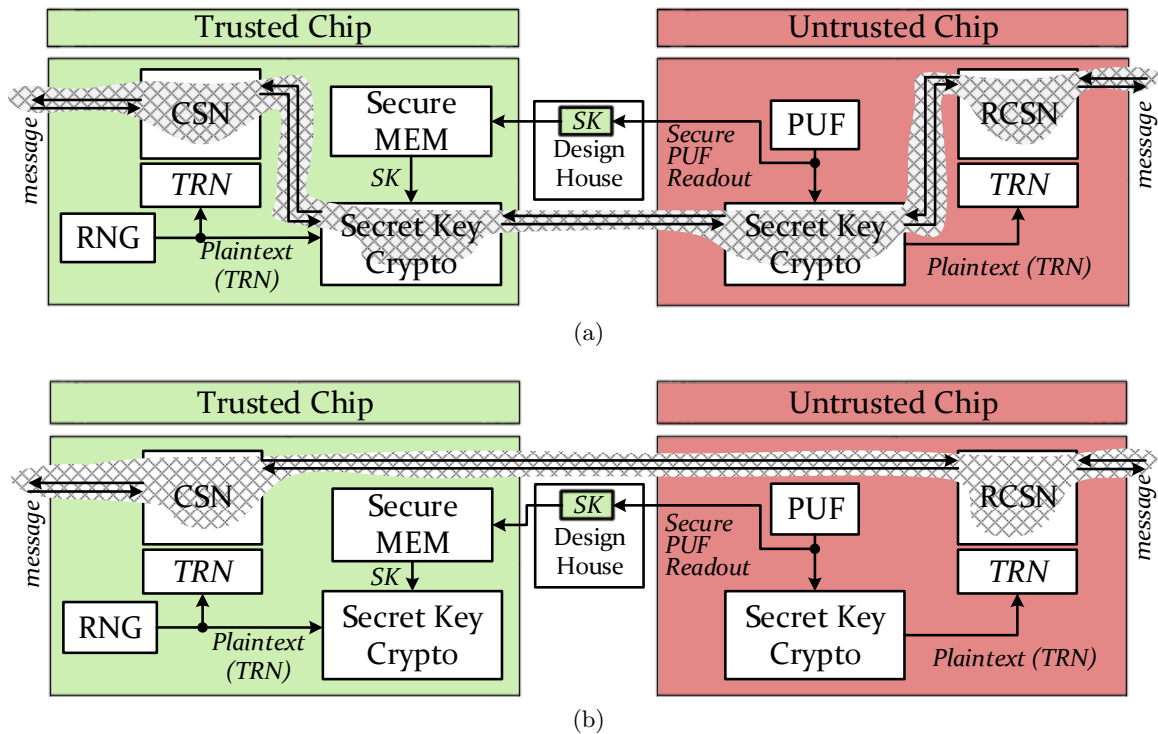 Trusted Chip
Untrusted Chip
CSN
Secure
MEM
SK
Design
House
Secure
PUF
Readout
PUF
RCSN
message
message
TRN
SK
TRN
RNG
Secret Key
Crypto
Secret Key
Crypto
Plaintext
(TRN)
Plaintext (TRN)
(a)
Trusted Chip
Untrusted Chip
CSN
Secure
MEM
SK
Design
House
Secure
PUF
Readout
PUF
RCSN
message
message
TRN
SK
TRN
RNG
Secret Key
Crypto
Secret Key
Crypto
Plaintext
(TRN)
Plaintext (TRN)
(b)